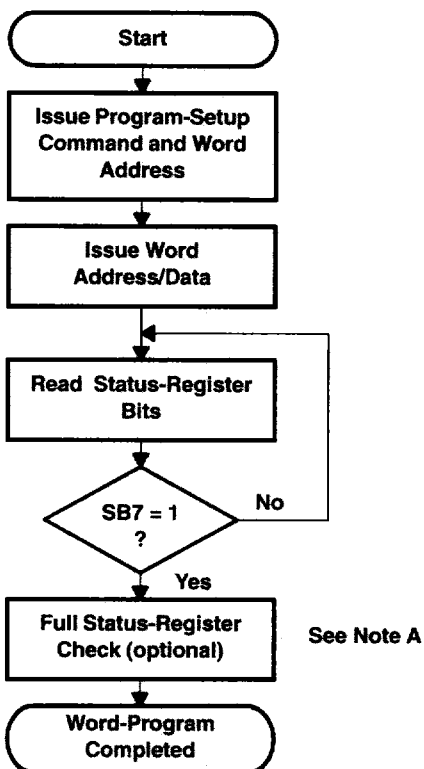 Start
Issue Program-Setup
Command and Word
Address
Issue Word
Address/Data
Read Status-Register
Bits
SB7 = 1
?
No
Yes
Full Status-Register
Check (optional)
See Note A
Word-Program
Completed